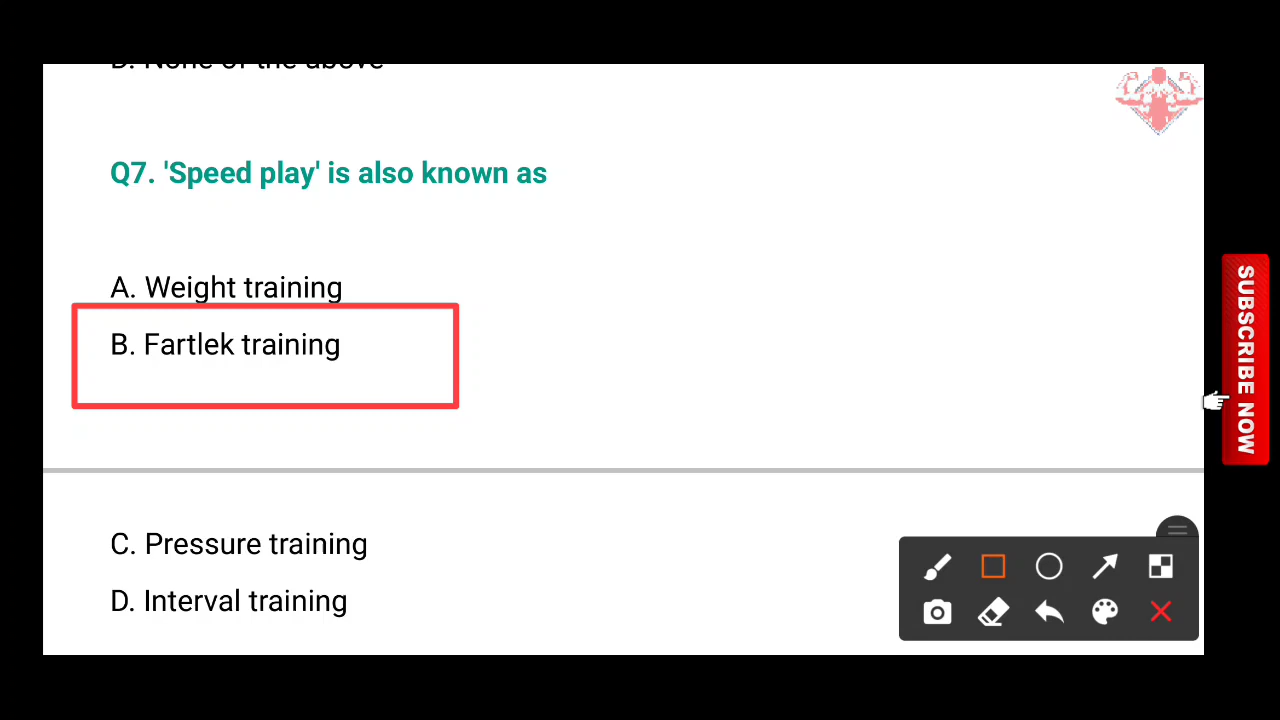 D. None of the above
Q7. 'Speed play' is also known as
A. Weight training
B. Fartlek training
C. Pressure training
D. Interval training
SUBSCRIBE NOW